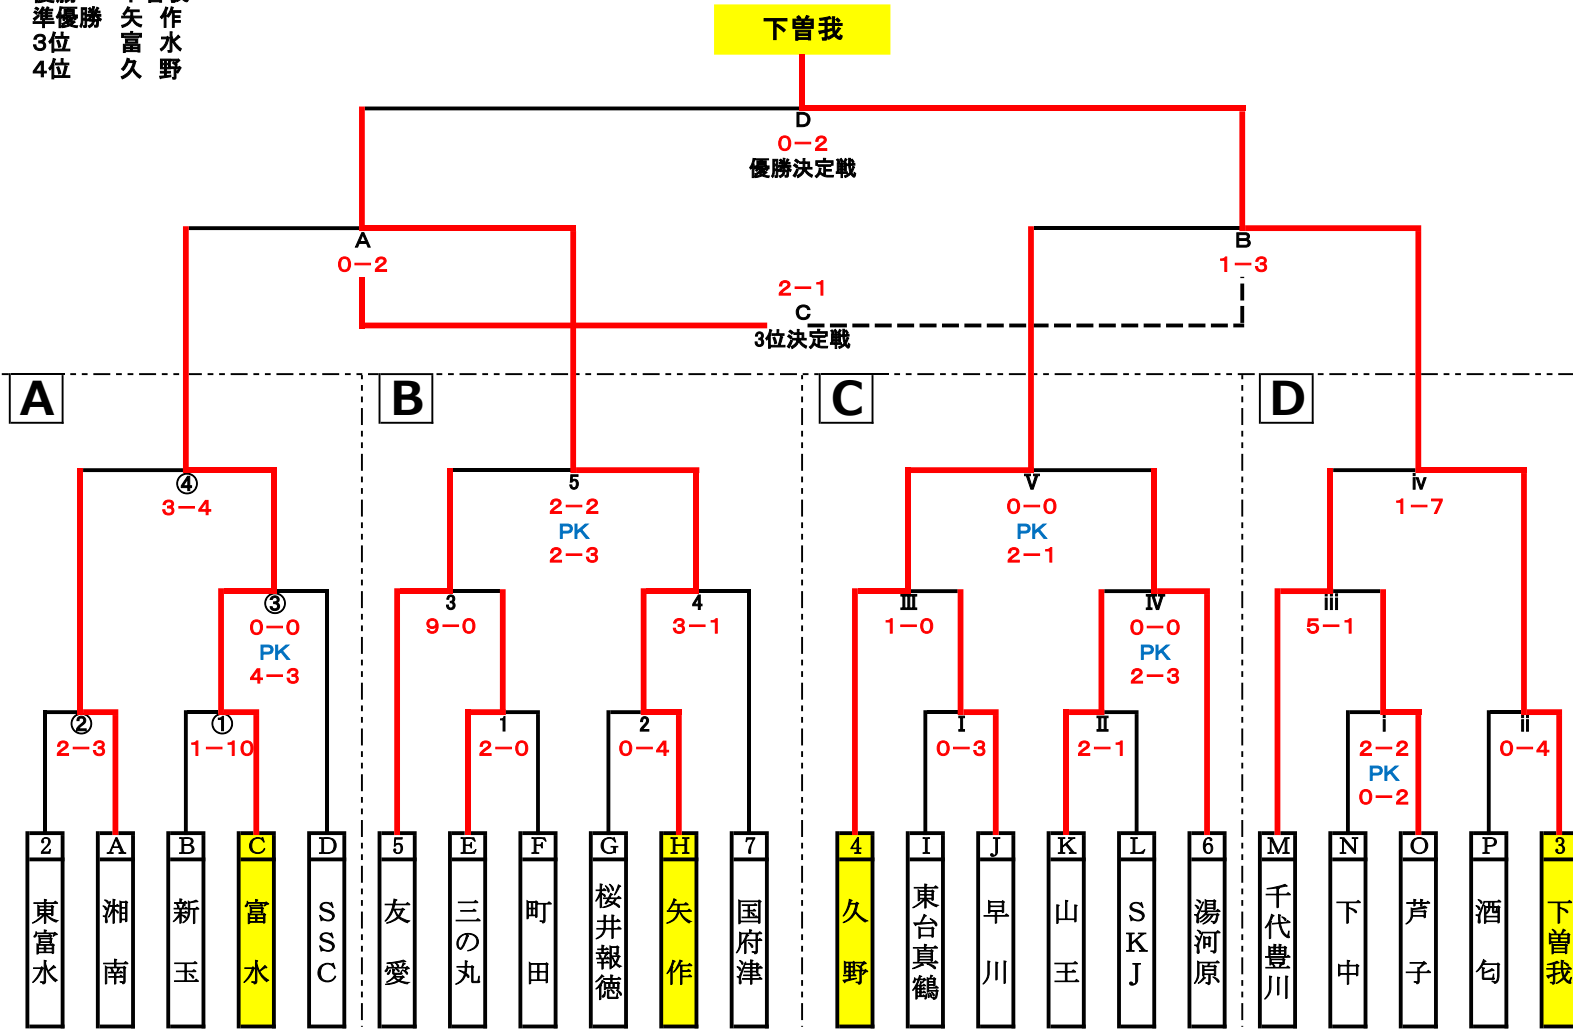 準優勝 矢 作
3位 富 水
4位 久 野
下曽我
D
0－2
優勝決定戦
A
0－2
B
1－3
2－1
C
3位決定戦
A
B
C
D
④
3－4
5
2－2
PK
2－3
Ⅴ
0－0
PK
2－1
ⅳ
1－7
③
0－0
PK
4－3
3
9－0
4
3－1
Ⅲ
1－0
Ⅳ
0－0
PK
2－3
ⅲ
5－1
②
2－3
①
1－10
1
2－0
2
0－4
Ⅰ
0－3
Ⅱ
2－1
ⅰ
2－2
PK
0－2
ⅱ
0－4
2
東富水
A
湘南
B
新玉
C
富水
D
SSC
5
友愛
E
三の丸
F
町田
G
桜井報徳
H
矢作
7
国府津
4
久野
I
東台真鶴
J
早川
K
山王
L
SKJ
6
湯河原
M
千代豊川
N
下中
O
芦子
P
酒匂
3
下曽我